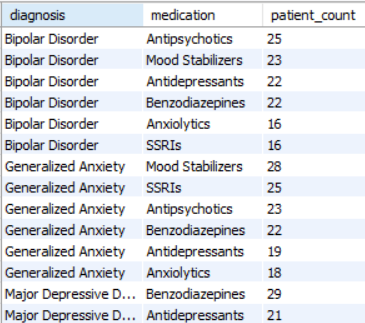 diagnosis medication patient_count
Bipolar Disorder Antipsychotics 25
Bipolar Disorder Mood Stabilizers 23
Bipolar Disorder Antidepressants 22
Bipolar Disorder Benzodiazepines 22
Bipolar Disorder Anxiolytics 16
Bipolar Disorder SSRIs 16
Generalized Anxiety Mood Stabilizers 28
Generalized Anxiety SSRIs 25
Generalized Anxiety Antipsychotics 23
Generalized Anxiety Benzodiazepines 22
Generalized Anxiety Antidepressants 19
Generalized Anxiety Anxiolytics 18
Major Depressive D... Benzodiazepines 29
Major Depressive D... Antidepressants 21